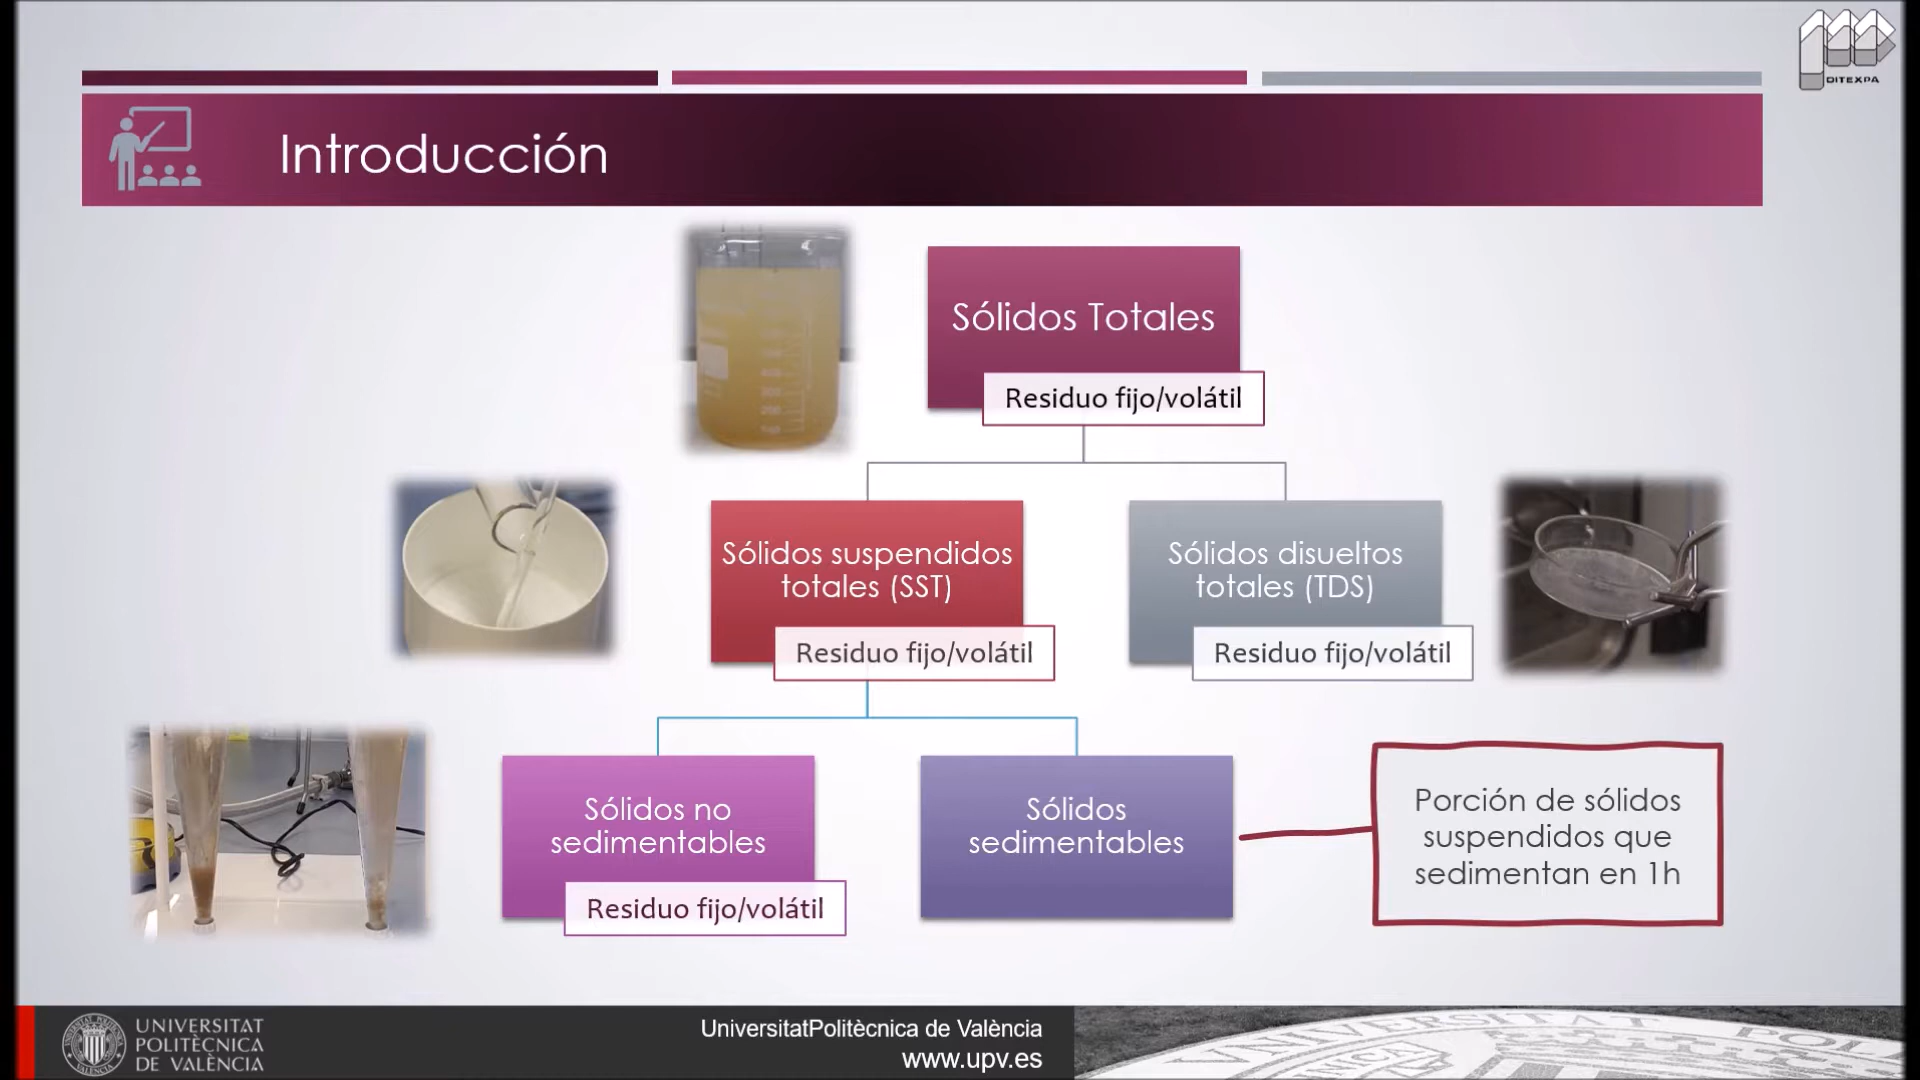 DITEXPA
Introducción
Sólidos Totales
Residuo fijo/volátil
Sólidos suspendidos
totales (SST)
Residuo fijo/volátil
Sólidos disueltos
totales (TDS)
Residuo fijo/volátil
Sólidos no
sedimentables
Residuo fijo/volátil
Sólidos
sedimentables
Porción de sólidos
suspendidos que
sedimentan en 1h
UNIVERSITAT
POLITÈCNICA
DE VALÈNCIA
UniversitatPolitècnica de València
www.upv.es